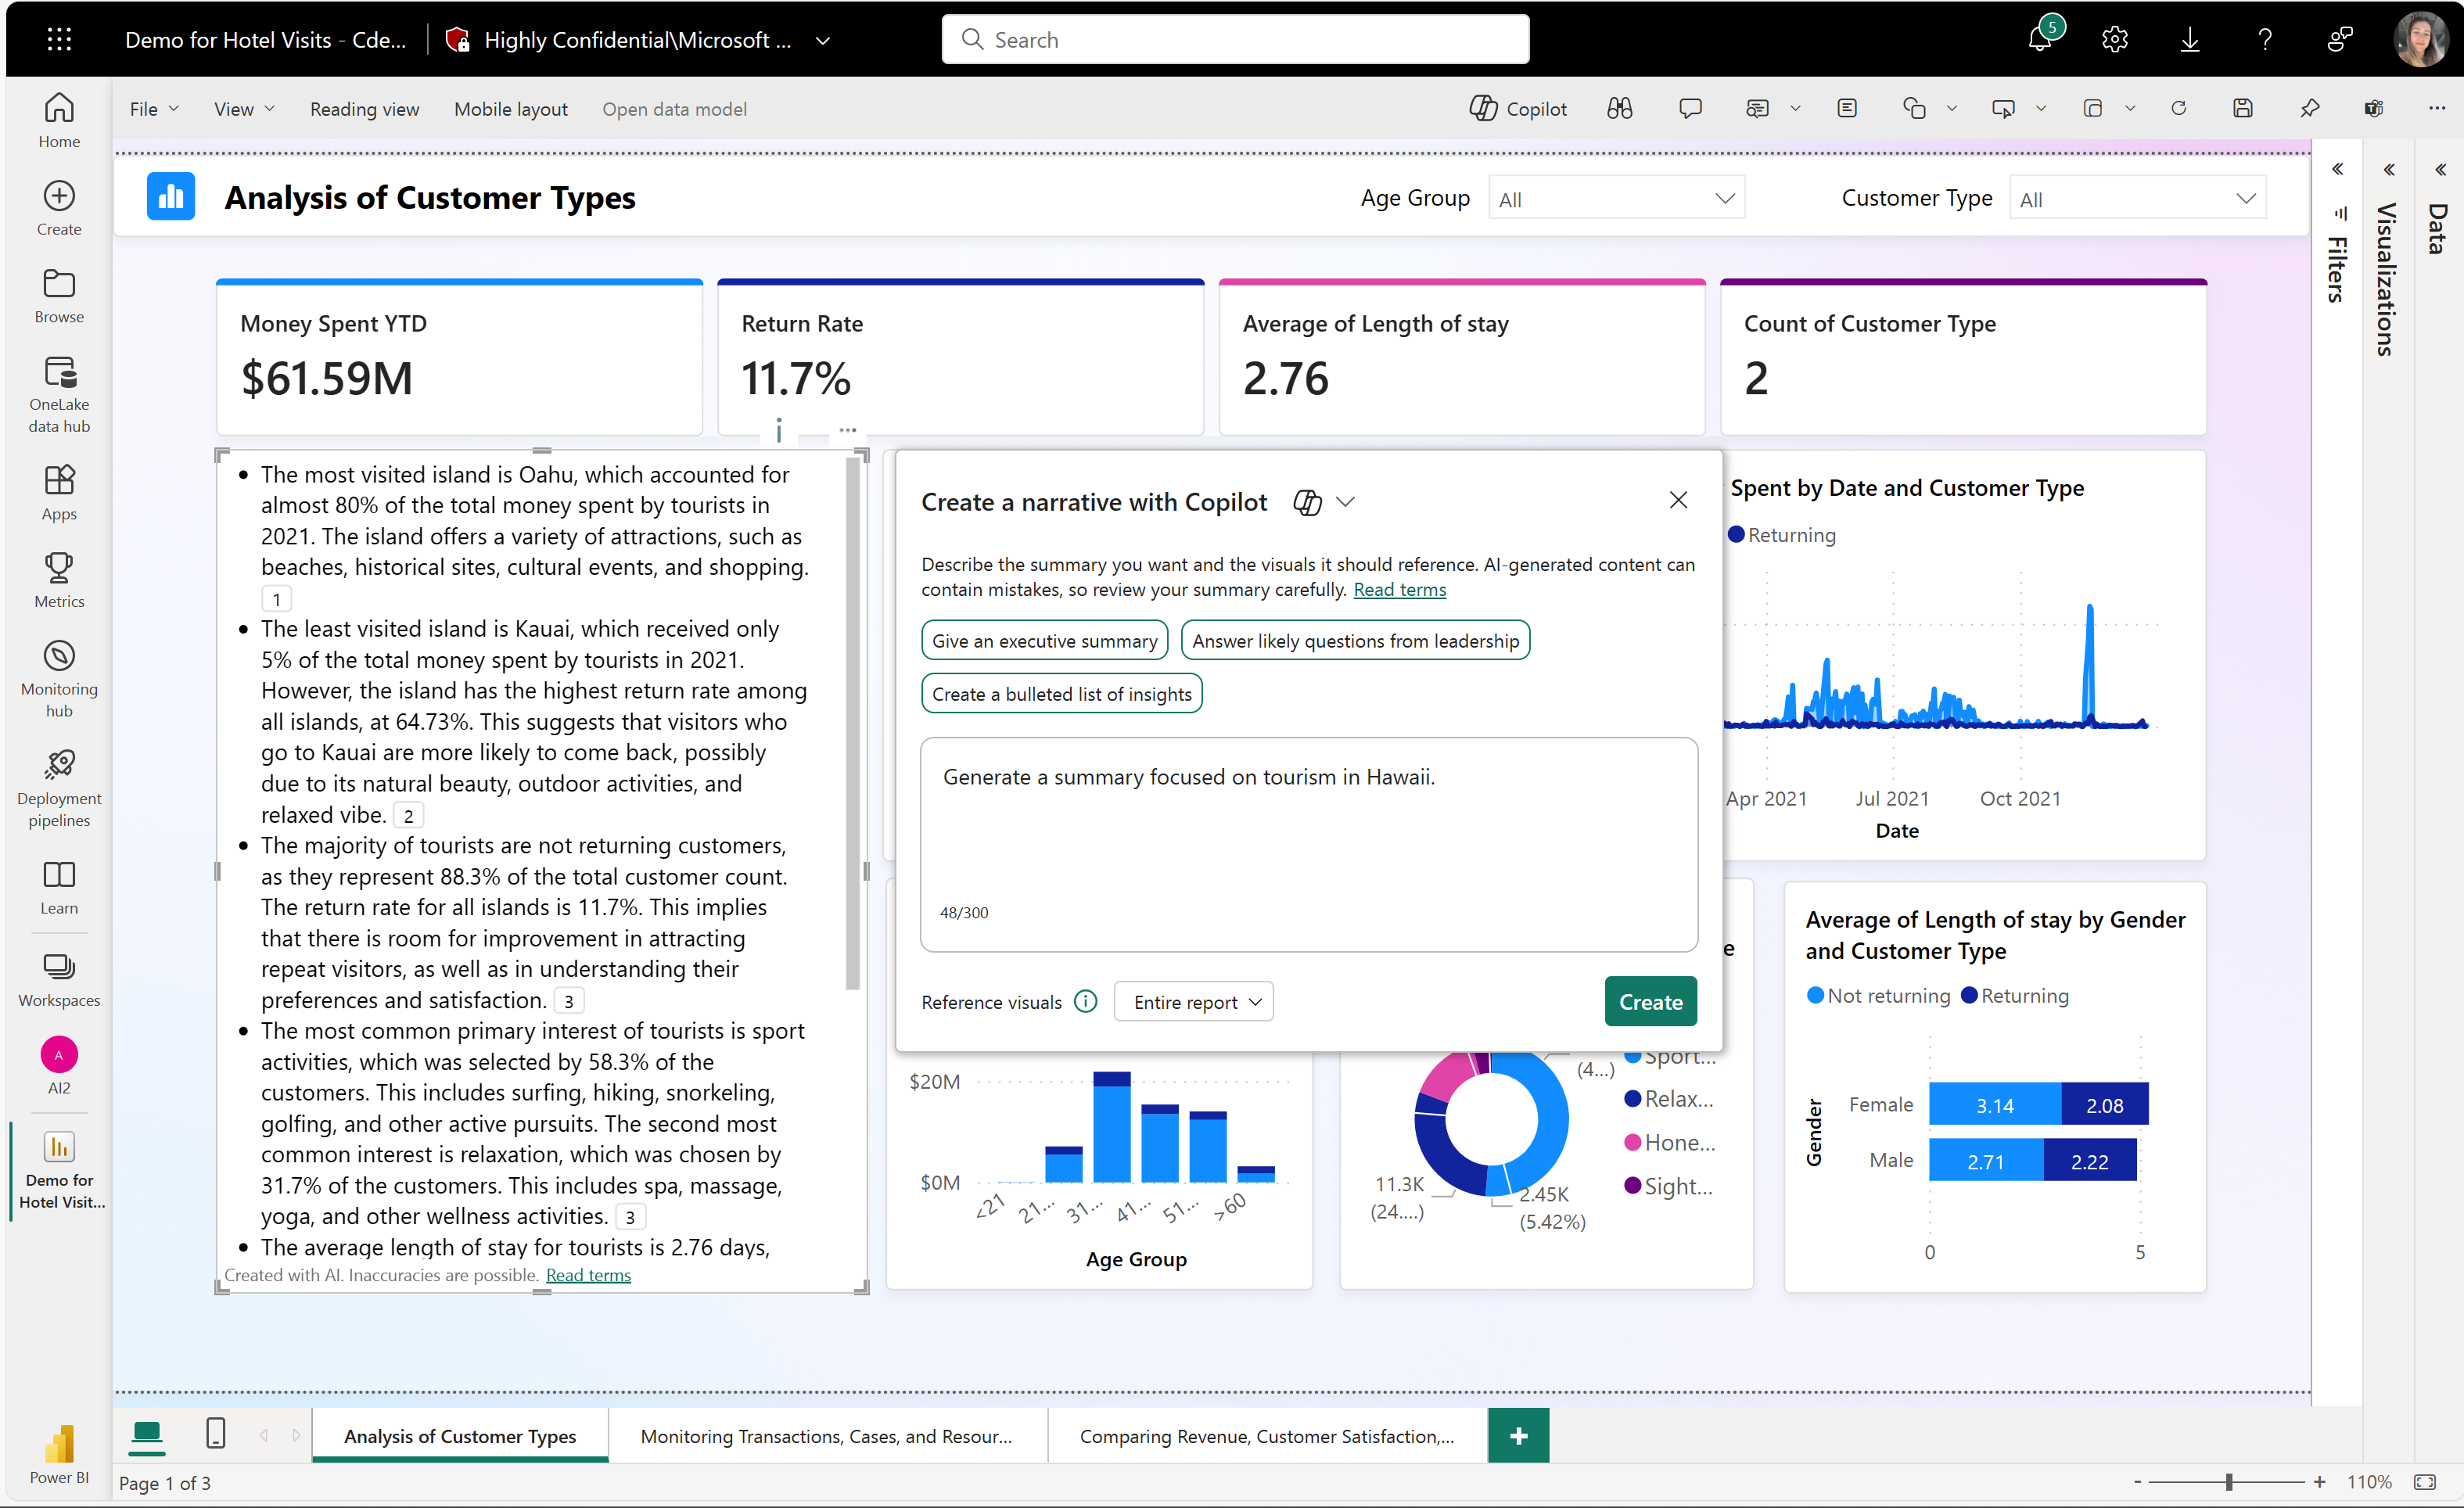 Demo for Hotel Visits - Cde...
Highly Confidential\Microsoft ...
Search
5
File
View
Reading view
Mobile layout
Open data model
Copilot
Home
Create
Browse
OneLake
data hub
Apps
Metrics
Monitoring
hub
Deployment
pipelines
Learn
Workspaces
A
AI2
Demo for
Hotel Visit...
Power BI
Analysis of Customer Types
Age Group
All
Customer Type
All
Filters
Visualizations
Data
Money Spent YTD
$61.59M
Return Rate
11.7%
Average of Length of stay
2.76
Count of Customer Type
2
The most visited island is Oahu, which accounted for
almost 80% of the total money spent by tourists in
2021. The island offers a variety of attractions, such as
beaches, historical sites, cultural events, and shopping.
1
The least visited island is Kauai, which received only
5% of the total money spent by tourists in 2021.
However, the island has the highest return rate among
all islands, at 64.73%. This suggests that visitors who
go to Kauai are more likely to come back, possibly
due to its natural beauty, outdoor activities, and
relaxed vibe. 2
The majority of tourists are not returning customers,
as they represent 88.3% of the total customer count.
The return rate for all islands is 11.7%. This implies
that there is room for improvement in attracting
repeat visitors, as well as in understanding their
preferences and satisfaction. 3
The most common primary interest of tourists is sport
activities, which was selected by 58.3% of the
customers. This includes surfing, hiking, snorkeling,
golfing, and other active pursuits. The second most
common interest is relaxation, which was chosen by
31.7% of the customers. This includes spa, massage,
yoga, and other wellness activities. 3
The average length of stay for tourists is 2.76 days,
Created with AI. Inaccuracies are possible. Read terms
Create a narrative with Copilot
Describe the summary you want and the visuals it should reference. AI-generated content can
contain mistakes, so review your summary carefully. Read terms
Give an executive summary
Answer likely questions from leadership
Create a bulleted list of insights
Generate a summary focused on tourism in Hawaii.
48/300
Reference visuals
Entire report
Create
Spent by Date and Customer Type
Returning
Apr 2021
Jul 2021
Oct 2021
Date
$20M
$0M
<21
21...
31...
41...
51...
>60
Age Group
e
(4...)
11.3K
(24....)
2.45K
(5.42%)
Sport...
Relax...
Hone...
Sight...
Average of Length of stay by Gender
and Customer Type
Not returning
Returning
Gender
Female
3.14
2.08
Male
2.71
2.22
0
5
Analysis of Customer Types
Monitoring Transactions, Cases, and Resour...
Comparing Revenue, Customer Satisfaction,...
Page 1 of 3
110%